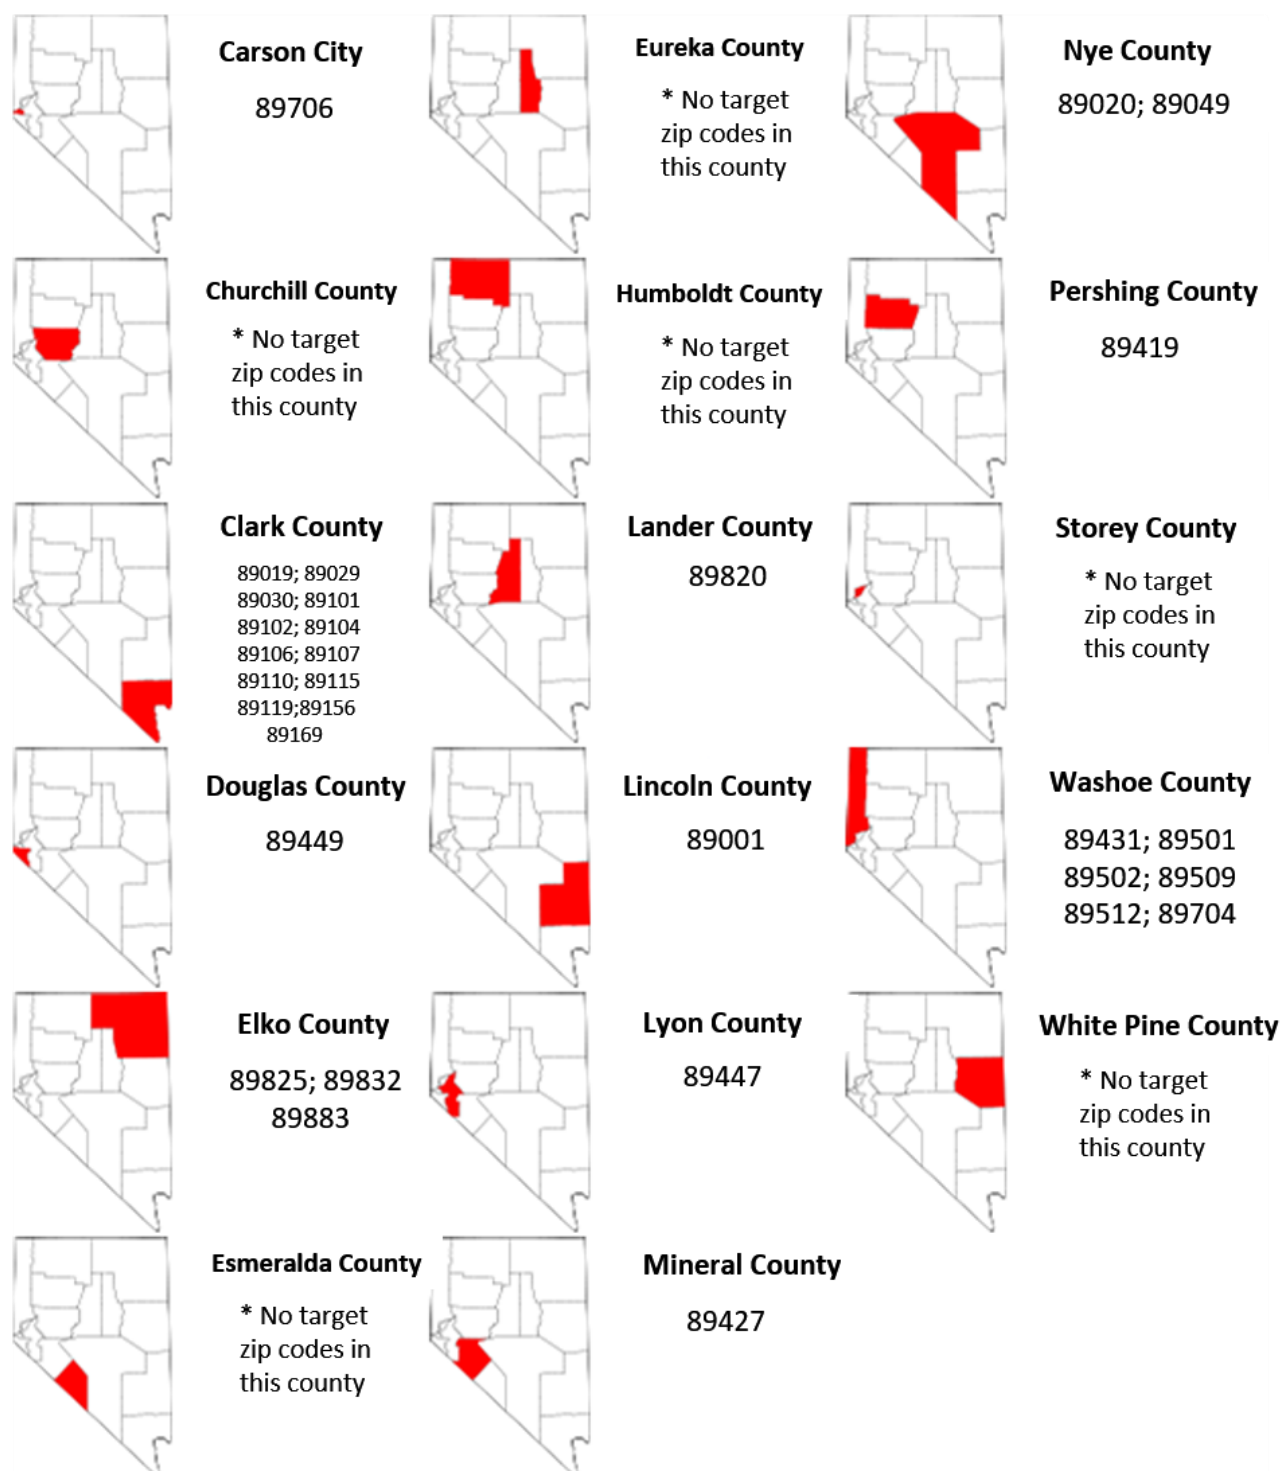 Carson City
89706
Eureka County
* No target
zip codes in
this county
Nye County
89020; 89049
Churchill County
* No target
zip codes in
this county
Humboldt County
* No target
zip codes in
this county
Pershing County
89419
Clark County
89019; 89029
89030; 89101
89102; 89104
89106; 89107
89110; 89115
89119;89156
89169
Lander County
89820
Storey County
* No target
zip codes in
this county
Douglas County
89449
Lincoln County
89001
Washoe County
89431; 89501
89502; 89509
89512; 89704
Elko County
89825; 89832
89883
Lyon County
89447
White Pine County
* No target
zip codes in
this county
Esmeralda County
* No target
zip codes in
this county
Mineral County
89427